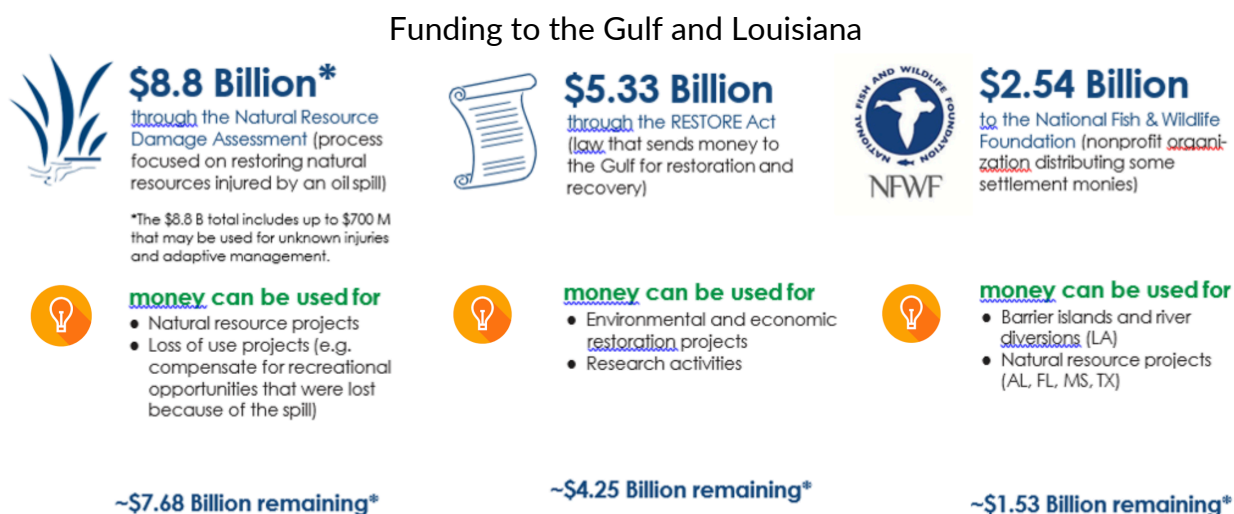 Funding to the Gulf and Louisiana
$8.8 Billion*
through the Natural Resource
Damage Assessment (process
focused on restoring natural
resources injured by an oil spill)
*The $8.8 B total includes up to $700 M
that may be used for unknown injuries
and adaptive management.
money can be used for
● Natural resource projects
● Loss of use projects (e.g.
compensate for recreational
opportunities that were lost
because of the spill)
~$7.68 Billion remaining*
$5.33 Billion
through the RESTORE Act
(law that sends money to
the Gulf for restoration and
recovery)
money can be used for
● Environmental and economic
restoration projects
● Research activities
~$4.25 Billion remaining*
NATIONAL FISH AND WILDLIFE FOUNDATION
NFWF
$2.54 Billion
to the National Fish & Wildlife
Foundation (nonprofit organi-
zation distributing some
settlement monies)
money can be used for
● Barrier islands and river
diversions (LA)
● Natural resource projects
(AL, FL, MS, TX)
~$1.53 Billion remaining*